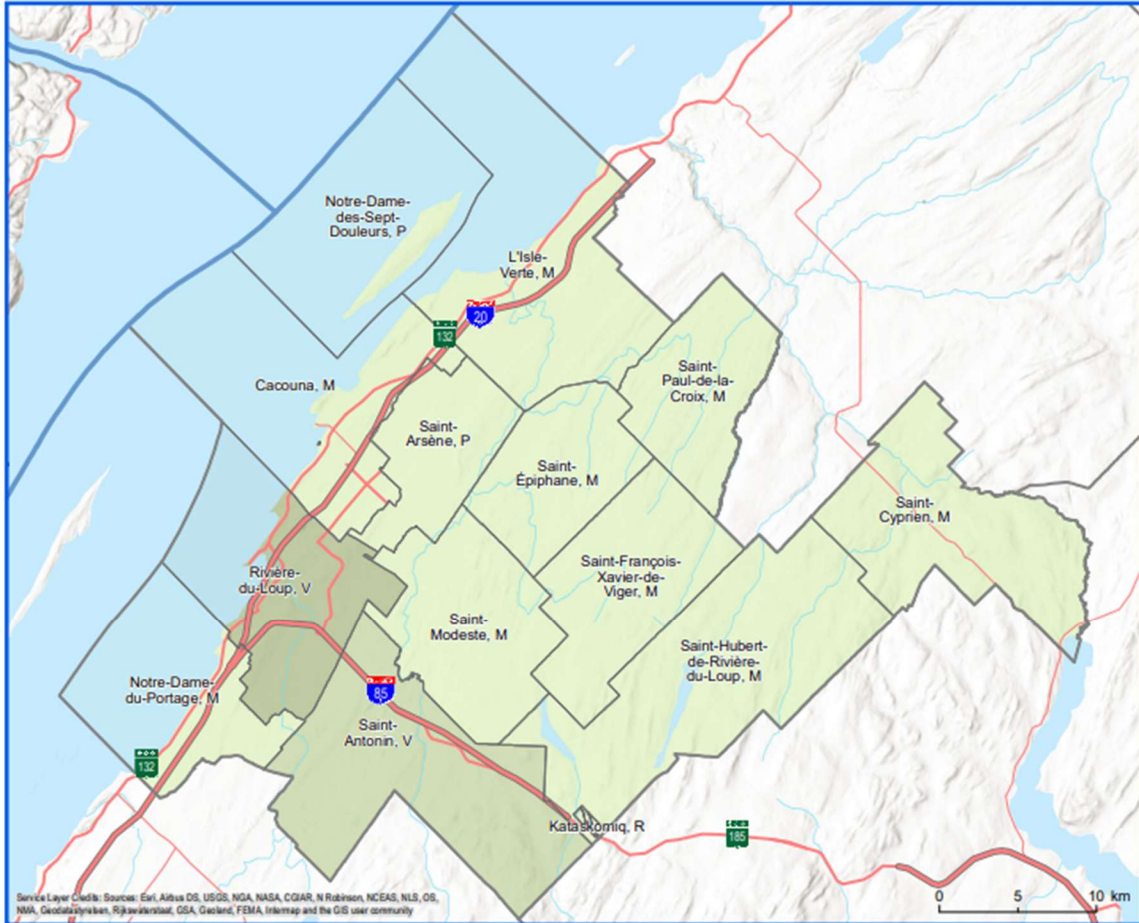 Notre-Dame-
des-Sept-
Douleurs, P
L'Isle-
Verte, M
20
132
Cacouna, M
Saint-
Paul-de-la-
Croix, M
Saint-
Arsène, P
Saint-
Épiphane, M
Saint-
Cyprien, M
Rivière-
du-Loup, V
Saint-François-
Xavier-de-
Viger, M
Saint-
Modeste, M
Saint-Hubert-
de-Rivière-
du-Loup, M
Notre-Dame-
du-Portage, M
85
Saint-
Antonin, V
132
Kataskomiq, R
185
0 5 10 km
Service Layer Credits: Sources: Esri, Airbus DS, USGS, NGA, NASA, CGIAR, N Robinson, NCEAS, NLS, OS,
NMA, Geodatastyrelsen, Rijkswaterstaat, GSA, Geoland, FEMA, Intermap and the GIS user community